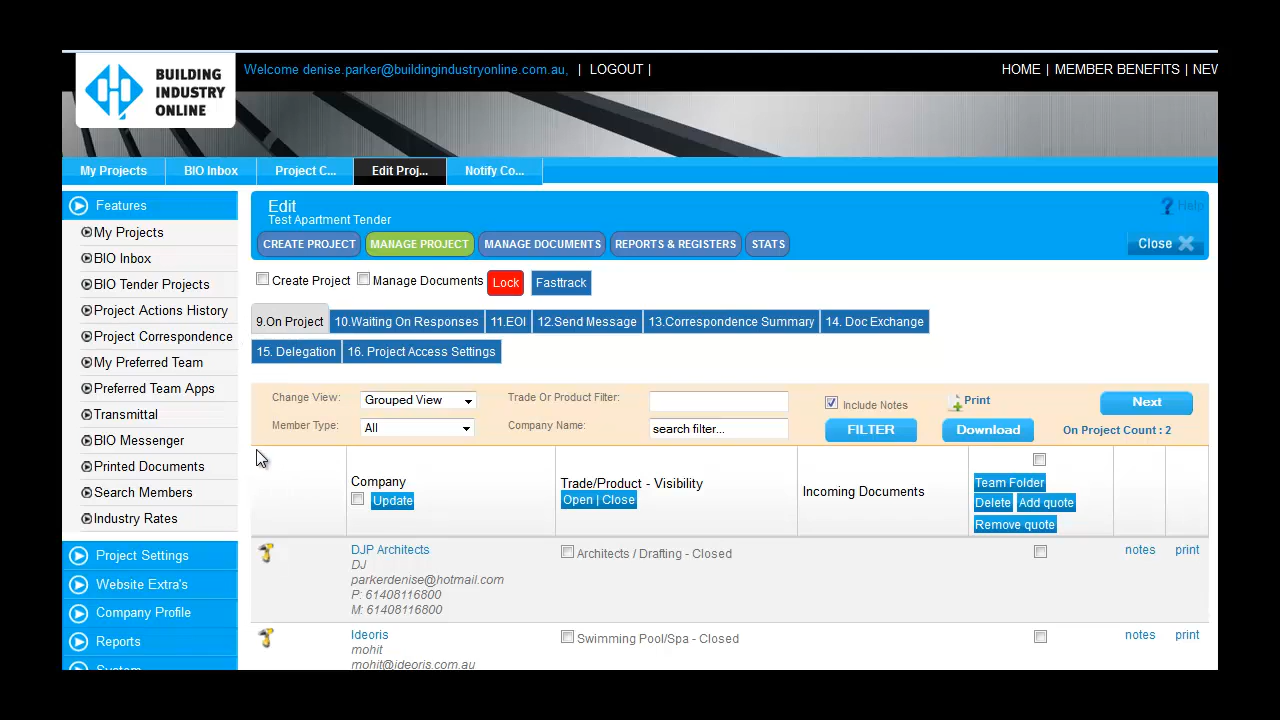 BUILDING
INDUSTRY
ONLINE
Welcome denise.parker@buildingindustryonline.com.au, | LOGOUT |
HOME | MEMBER BENEFITS | NEW
My Projects
BIO Inbox
Project C...
Edit Proj...
Notify Co...
Features
My Projects
BIO Inbox
BIO Tender Projects
Project Actions History
Project Correspondence
My Preferred Team
Preferred Team Apps
Transmittal
BIO Messenger
Printed Documents
Search Members
Industry Rates
Project Settings
Website Extra's
Company Profile
Reports
System
Edit
Test Apartment Tender
? Help
CREATE PROJECT
MANAGE PROJECT
MANAGE DOCUMENTS
REPORTS & REGISTERS
STATS
Close
Create Project
Manage Documents
Lock
Fasttrack
9.On Project
10.Waiting On Responses
11.EOI
12.Send Message
13.Correspondence Summary
14. Doc Exchange
15. Delegation
16. Project Access Settings
Change View:
Grouped View
Trade Or Product Filter:
Include Notes
Print
Next
Member Type:
All
Company Name:
search filter...
FILTER
Download
On Project Count : 2
Company
Update
Trade/Product - Visibility
Open | Close
Incoming Documents
Team Folder
Delete
Add quote
Remove quote
DJP Architects
DJ
parkerdenise@hotmail.com
P: 61408116800
M: 61408116800
Architects / Drafting - Closed
notes
print
Ideoris
mohit
mohit@ideoris.com.au
Swimming Pool/Spa - Closed
notes
print